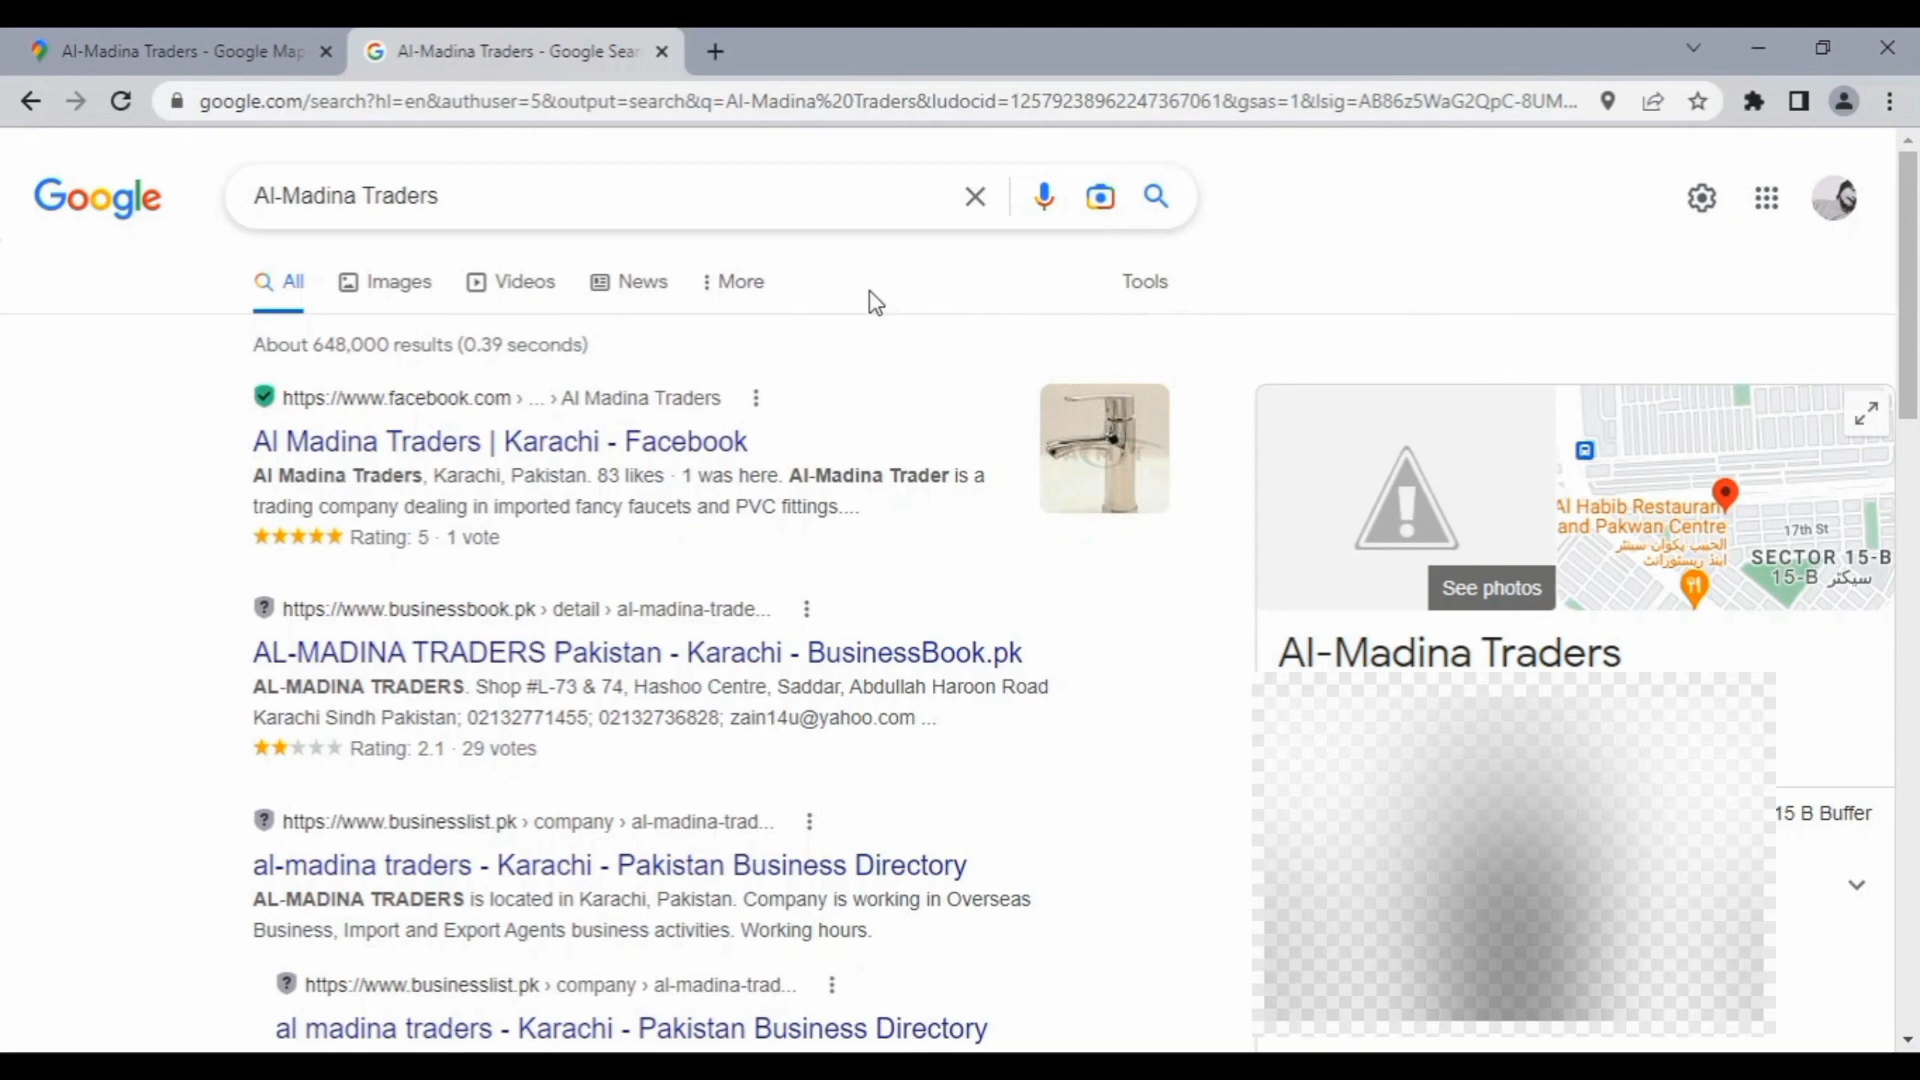 Al-Madina Traders - Google Map
Al-Madina Traders - Google Sear
google.com/search?hl=en&authuser=5&output=search&q=Al-Madina%20Traders&ludocid=12579238962247367061&gsas=1&lsig=AB86z5WaG2QpC-8UM...
Google
Al-Madina Traders
All
Images
Videos
News
More
Tools
About 648,000 results (0.39 seconds)
https://www.facebook.com › ... › Al Madina Traders
Al Madina Traders | Karachi - Facebook
Al Madina Traders, Karachi, Pakistan. 83 likes · 1 was here. Al-Madina Trader is a
trading company dealing in imported fancy faucets and PVC fittings....
Rating: 5 · 1 vote
https://www.businessbook.pk › detail › al-madina-trade...
AL-MADINA TRADERS Pakistan - Karachi - BusinessBook.pk
AL-MADINA TRADERS. Shop #L-73 & 74, Hashoo Centre, Saddar, Abdullah Haroon Road
Karachi Sindh Pakistan; 02132771455; 02132736828; zain14u@yahoo.com ...
Rating: 2.1 · 29 votes
https://www.businesslist.pk › company › al-madina-trad...
al-madina traders - Karachi - Pakistan Business Directory
AL-MADINA TRADERS is located in Karachi, Pakistan. Company is working in Overseas
Business, Import and Export Agents business activities. Working hours.
https://www.businesslist.pk › company › al-madina-trad...
al madina traders - Karachi - Pakistan Business Directory
See photos
Al Habib Restaurant
and Pakwan Centre
الحبیب پکوان سینٹر
اینڈ ریسٹورانٹ
17th St
SECTOR 15-B
سیکٹر 15-B
Al-Madina Traders
15 B Buffer